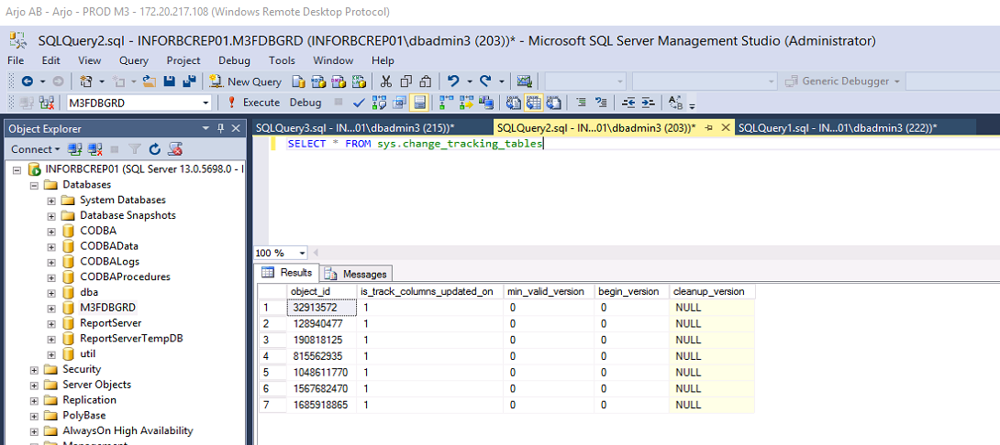 Arjo AB - Arjo - PROD M3 - 172.20.217.108 (Windows Remote Desktop Protocol)
SQLQuery2.sql - INFORBCREP01.M3FDBGRD (INFORBCREP01\dbadmin3 (203))* - Microsoft SQL Server Management Studio (Administrator)
File Edit View Query Project Debug Tools Window Help
New Query Generic Debugger
M3FDBGRD Execute Debug
Object Explorer
SQLQuery3.sql - IN...01\dbadmin3 (215))* SQLQuery2.sql - IN...01\dbadmin3 (203))* SQLQuery1.sql - IN...01\dbadmin3 (222))*
Connect
SELECT * FROM sys.change_tracking_tables
INFORBCREP01 (SQL Server 13.0.5698.0 - I
Databases
System Databases
Database Snapshots
CODBA
CODBAData
CODBALogs
CODBAProcedures
dba
M3FDBGRD
ReportServer
ReportServerTempDB
util
Security
Server Objects
Replication
PolyBase
AlwaysOn High Availability
Management
100 %
Results Messages
object_id is_track_columns_updated_on min_valid_version begin_version cleanup_version
1 32913572 1 0 0 NULL
2 128940477 1 0 0 NULL
3 190818125 1 0 0 NULL
4 815562935 1 0 0 NULL
5 1048611770 1 0 0 NULL
6 1567682470 1 0 0 NULL
7 1685918865 1 0 0 NULL